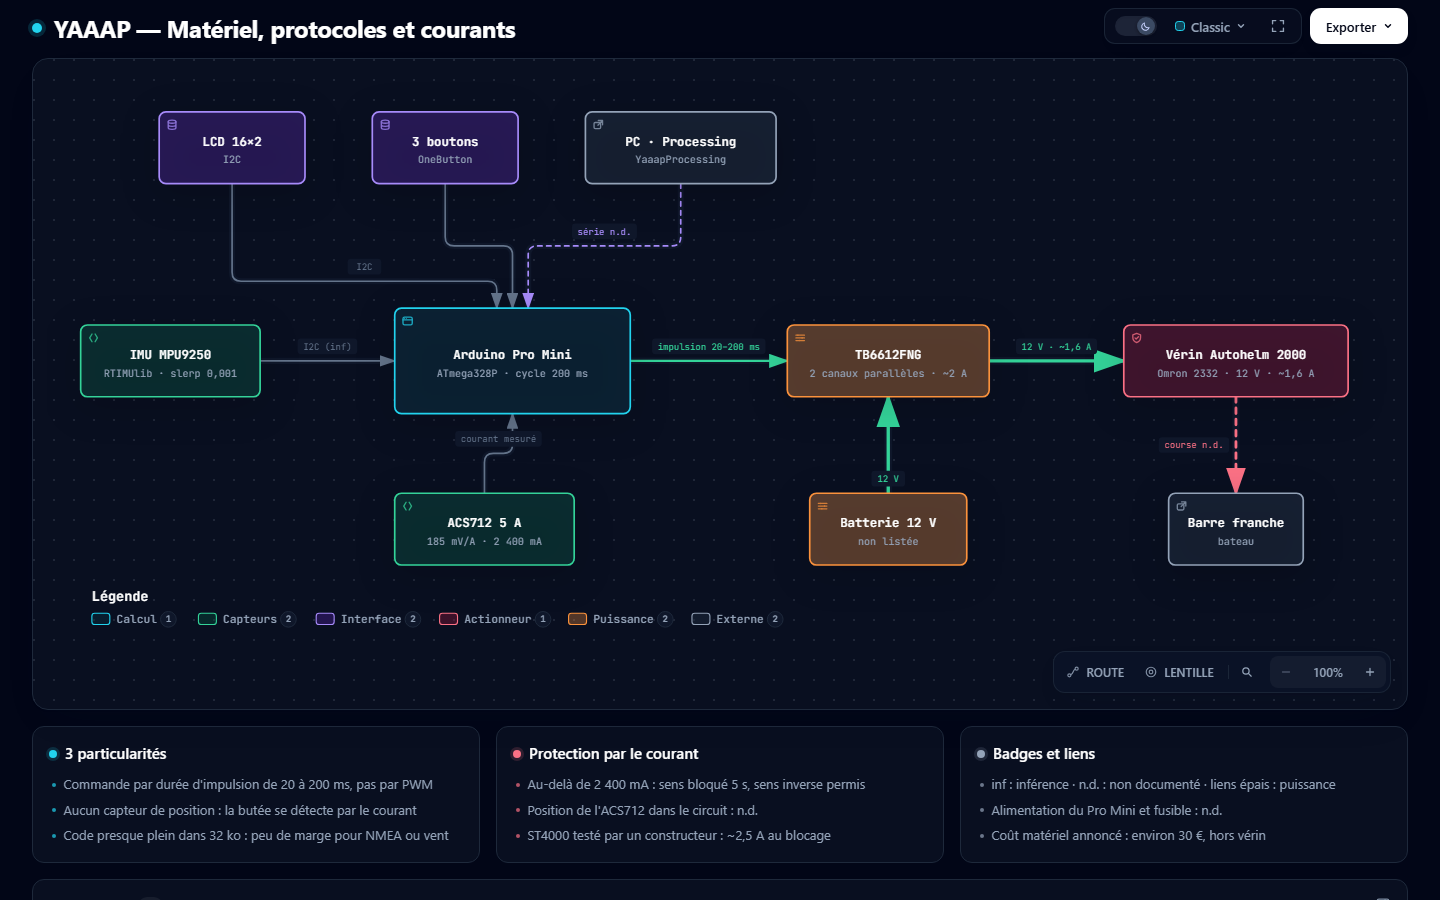 YAAAP — Matériel, protocoles et courants
Classic
Exporter
LCD 16×2
I2C
3 boutons
OneButton
PC · Processing
YaaapProcessing
série n.d.
I2C
IMU MPU9250
RTIMUlib · slerp 0,001
I2C (inf)
Arduino Pro Mini
ATmega328P · cycle 200 ms
impulsion 20-200 ms
TB6612FNG
2 canaux parallèles · ~2 A
12 V · ~1,6 A
Vérin Autohelm 2000
Omron 2332 · 12 V · ~1,6 A
courant mesuré
course n.d.
12 V
ACS712 5 A
185 mV/A · 2 400 mA
Batterie 12 V
non listée
Barre franche
bateau
Légende
Calcul 1
Capteurs 2
Interface 2
Actionneur 1
Puissance 2
Externe 2
ROUTE
LENTILLE
100%
3 particularités
Commande par durée d'impulsion de 20 à 200 ms, pas par PWM
Aucun capteur de position : la butée se détecte par le courant
Code presque plein dans 32 ko : peu de marge pour NMEA ou vent
Protection par le courant
Au-delà de 2 400 mA : sens bloqué 5 s, sens inverse permis
Position de l'ACS712 dans le circuit : n.d.
ST4000 testé par un constructeur : ~2,5 A au blocage
Badges et liens
inf : inférence · n.d. : non documenté · liens épais : puissance
Alimentation du Pro Mini et fusible : n.d.
Coût matériel annoncé : environ 30 €, hors vérin